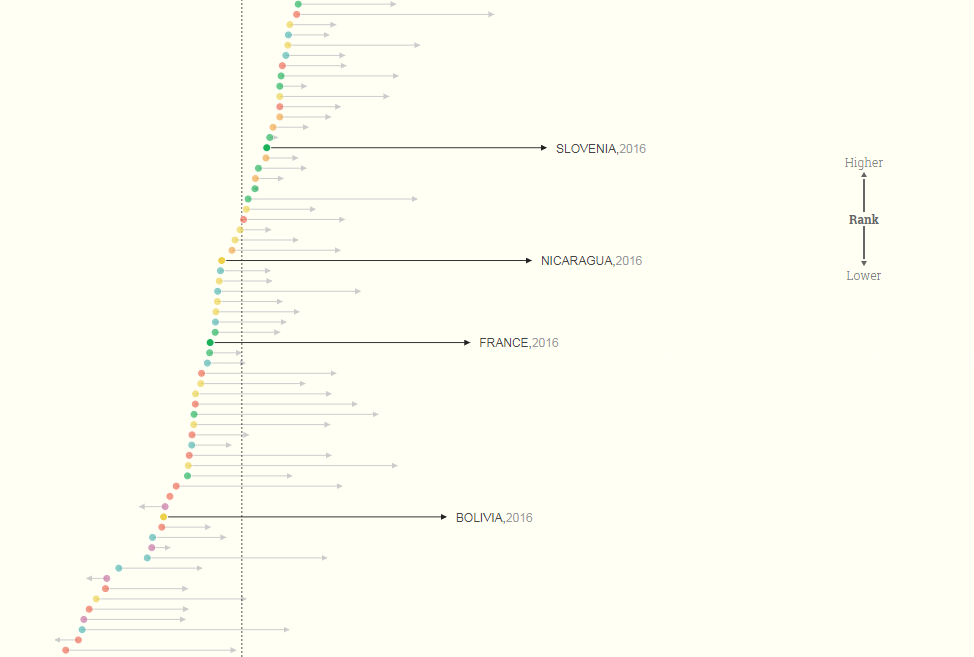 SLOVENIA,2016
Higher
Rank
NICARAGUA,2016
Lower
FRANCE,2016
BOLIVIA,2016